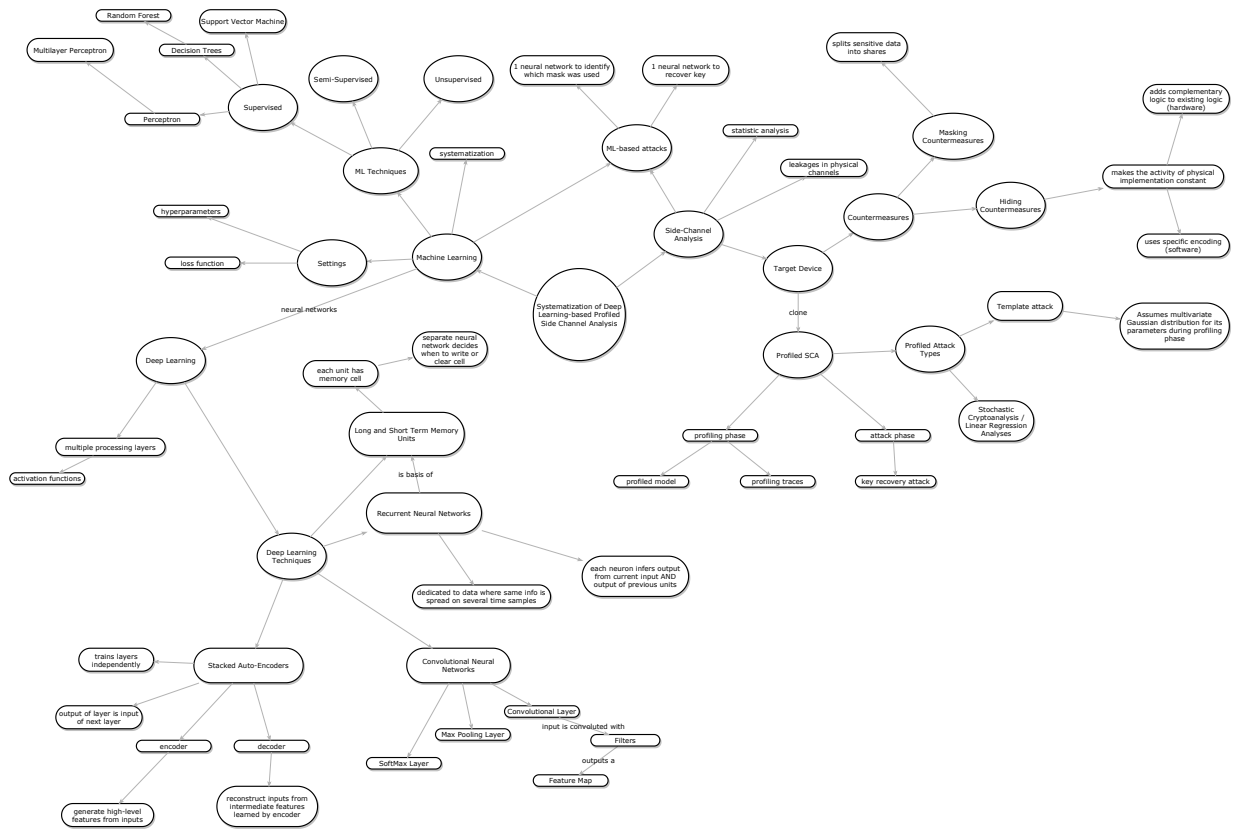 Random Forest
Support Vector Machine
Multilayer Perceptron
Decision Trees
Perceptron
Supervised
Semi-Supervised
Unsupervised
ML Techniques
systematization
1 neural network to identify
which mask was used
1 neural network to
recover key
ML-based attacks
statistic analysis
leakages in physical
channels
splits sensitive data
into shares
Masking
Countermeasures
adds complementary
logic to existing logic
(hardware)
makes the activity of physical
implementation constant
uses specific encoding
(software)
Hiding
Countermeasures
Countermeasures
Side-Channel
Analysis
Target Device
hyperparameters
loss function
Settings
Machine Learning
neural networks
Systematization of Deep
Learning-based Profiled
Side Channel Analysis
clone
Profiled SCA
Profiled Attack
Types
Template attack
Assumes multivariate
Gaussian distribution for its
parameters during profiling
phase
Stochastic
Cryptoanalysis /
Linear Regression
Analyses
profiling phase
attack phase
profiled model
profiling traces
key recovery attack
Deep Learning
multiple processing layers
activation functions
separate neural
network decides
when to write or
clear cell
each unit has
memory cell
Long and Short Term Memory
Units
is basis of
Recurrent Neural Networks
Deep Learning
Techniques
each neuron infers output
from current input AND
output of previous units
dedicated to data where same info is
spread on several time samples
trains layers
independently
Stacked Auto-Encoders
output of layer is input
of next layer
encoder
decoder
generate high-level
features from inputs
reconstruct inputs from
intermediate features
learned by encoder
Convolutional Neural
Networks
Convolutional Layer
input is convoluted with
Max Pooling Layer
Filters
SoftMax Layer
outputs a
Feature Map